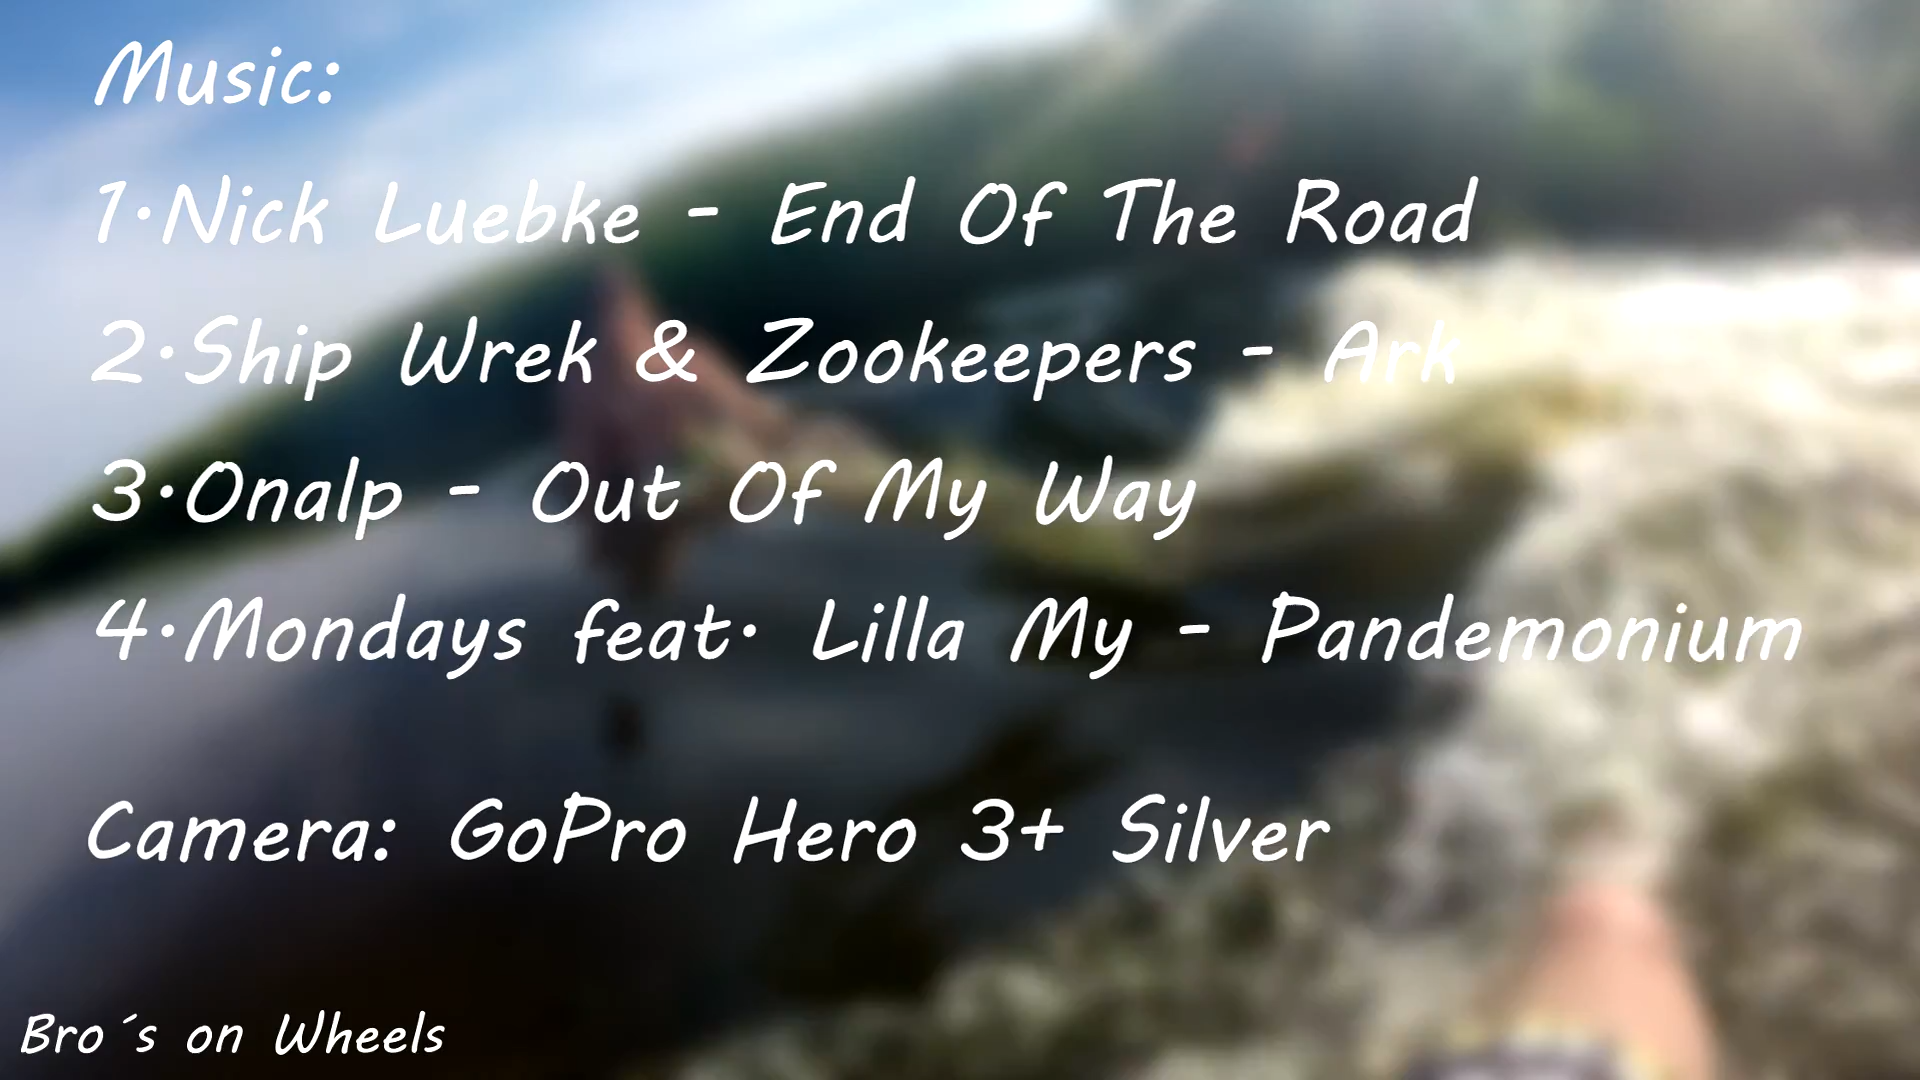 Music:
1.Nick Luebke - End Of The Road
2.Ship Wrek & Zookeepers - Ark
3.Onalp - Out Of My Way
4.Mondays feat. Lilla My - Pandemonium
Camera: GoPro Hero 3+ Silver
Bro´s on Wheels